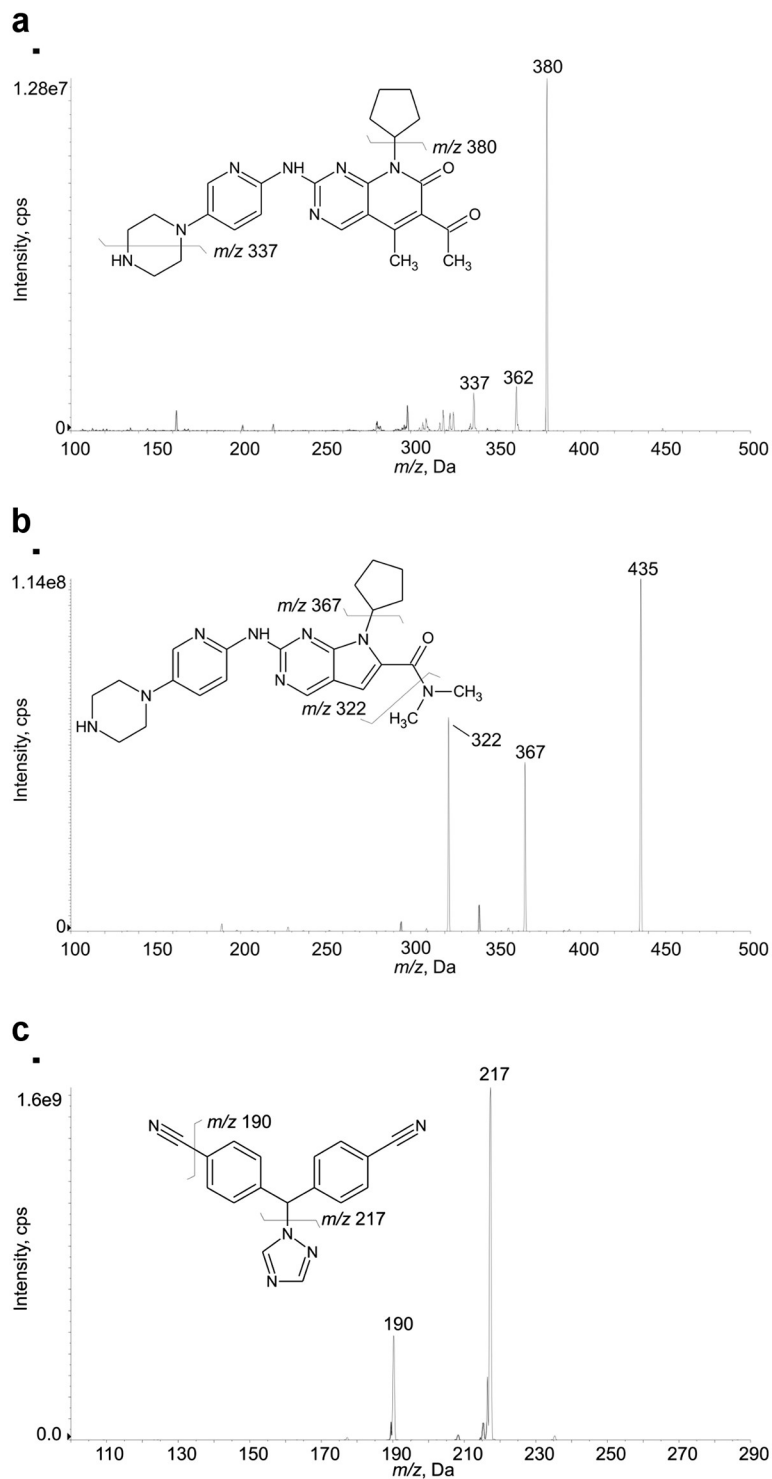 a
1.28e7
380
N
NH
N
N
O
m/z 380
N
O
N
m/z 337
HN
CH3
CH3
Intensity, cps
337
362
0
100 150 200 250 300 350 400 450 500
m/z, Da
b
1.14e8
435
m/z 367
N
NH
N
N
O
N
N
N
CH3
m/z 322
H3C
HN
322
367
Intensity, cps
0
100 150 200 250 300 350 400 450 500
m/z, Da
c
1.6e9
217
N
m/z 190
N
m/z 217
N
N
N
Intensity, cps
190
0.0
110 130 150 170 190 210 230 250 270 290
m/z, Da